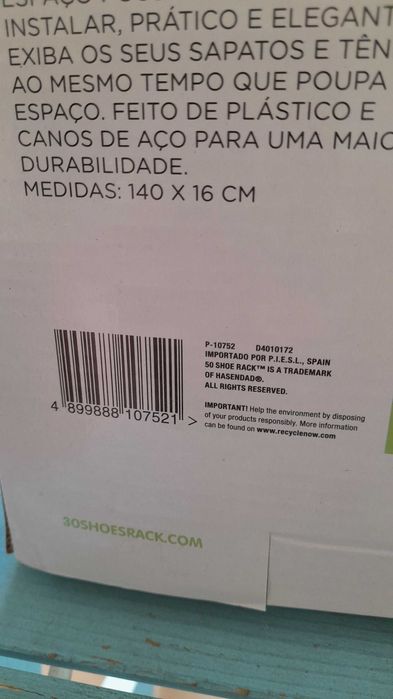 INSTALAR, PRÁTICO E ELEGANT
EXIBA OS SEUS SAPATOS E TÊN
AO MESMO TEMPO QUE POUPA
ESPAÇO. FEITO DE PLÁSTICO E
CANOS DE AÇO PARA UMA MAIO
DURABILIDADE.
MEDIDAS: 140 X 16 CM
P-10752 D4010172
IMPORTADO POR P.I.E.S.L., SPAIN
50 SHOE RACK™ IS A TRADEMARK
OF HASENDAD®.
ALL RIGHTS RESERVED.
IMPORTANT! Help the environment by disposing
of your products responsibly. More information
can be found on www.recyclenow.com
4 899888 107521 >
30SHOESRACK.COM